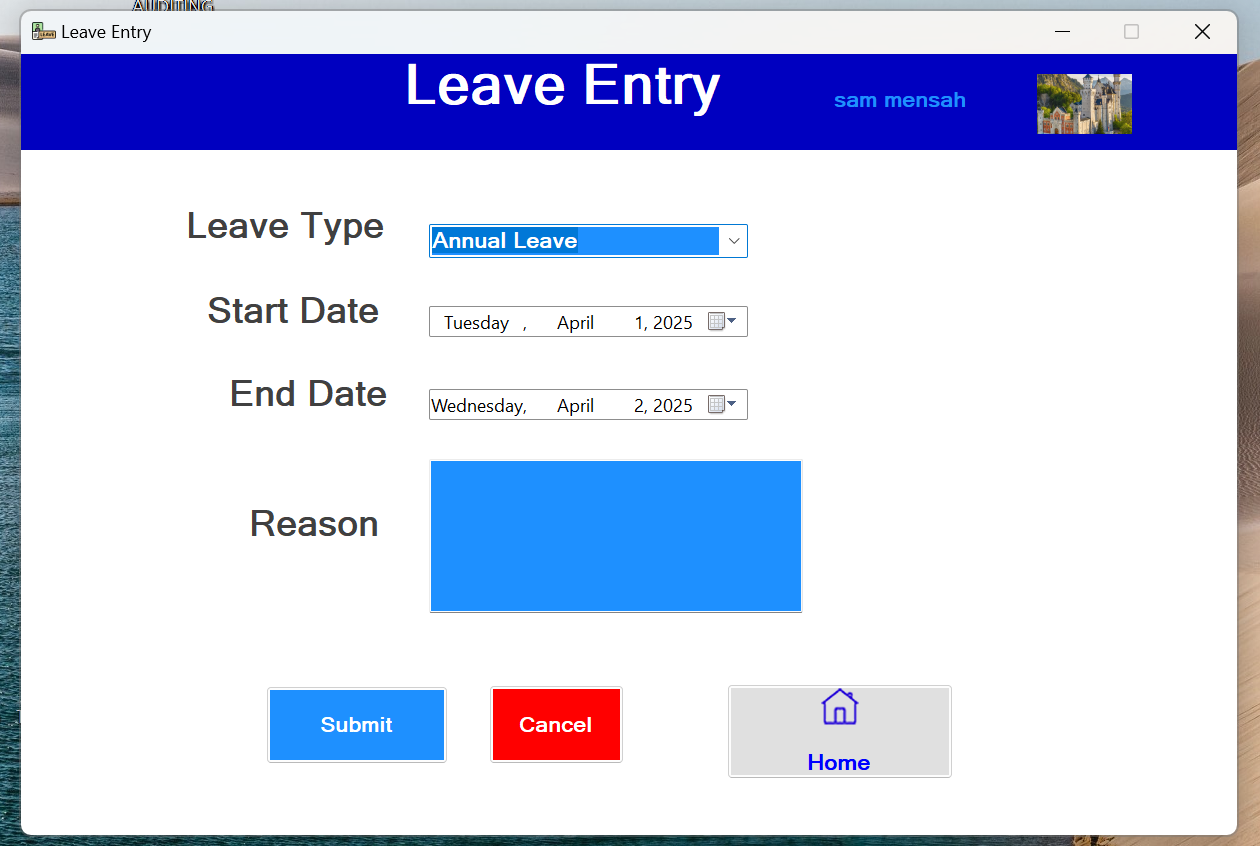 AUDITING
Leave Entry
Leave Entry
sam mensah
Leave Type
Annual Leave
Start Date
Tuesday , April 1, 2025
End Date
Wednesday, April 2, 2025
Reason
Submit
Cancel
Home